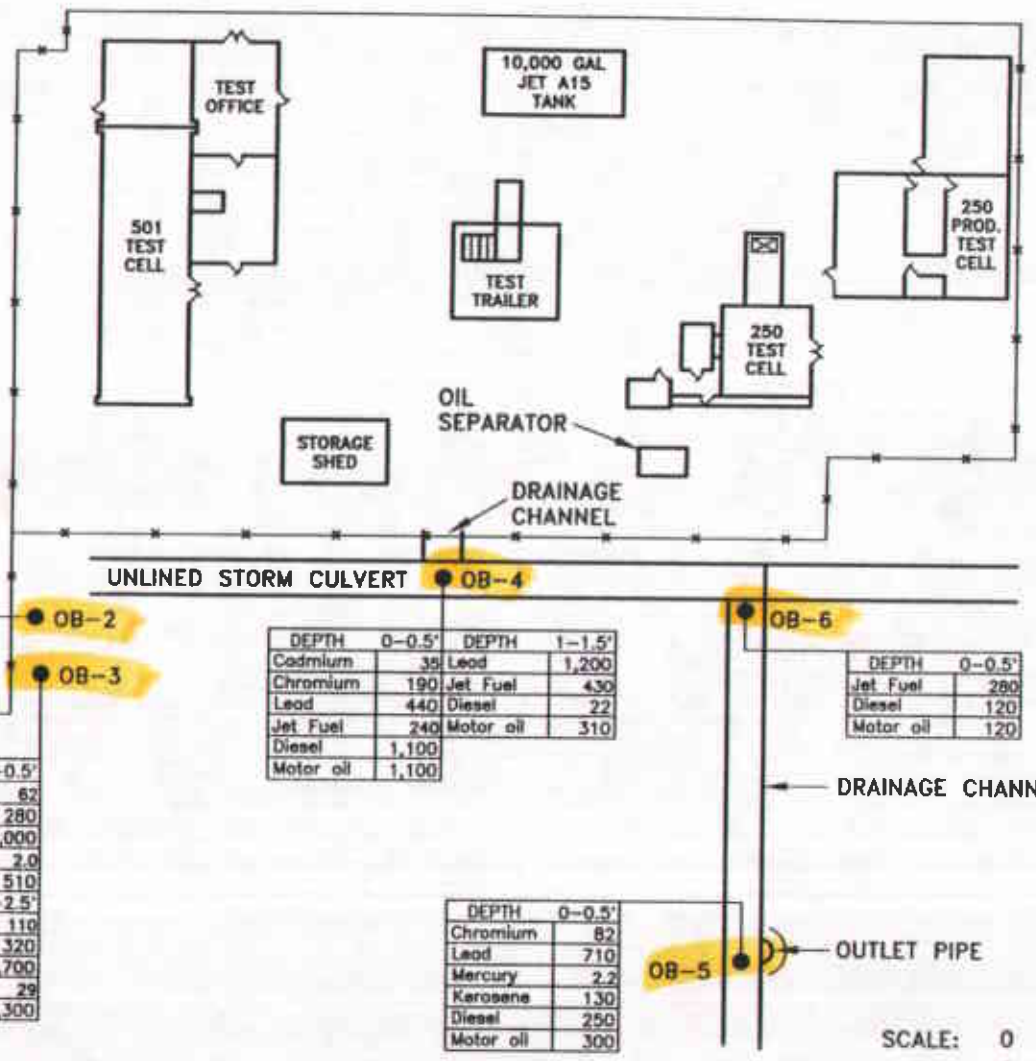 10,000 GAL
JET A15
TANK
TEST
OFFICE
501
TEST
CELL
TEST
TRAILER
250
PROD.
TEST
CELL
250
TEST
CELL
OIL
SEPARATOR
STORAGE
SHED
DRAINAGE
CHANNEL
UNLINED STORM CULVERT
OB-4
OB-2
OB-6
OB-3
DEPTH 0-0.5' DEPTH 1-1.5'
Cadmium 35 Lead 1,200
Chromium 190 Jet Fuel 430
Lead 440 Diesel 22
Jet Fuel 240 Motor oil 310
Diesel 1,100
Motor oil 1,100
DEPTH 0-0.5'
Jet Fuel 280
Diesel 120
Motor oil 120
DRAINAGE CHANN
-0.5'
62
280
,000
2.0
510
-2.5'
110
320
,700
29
,300
DEPTH 0-0.5'
Chromium 82
Lead 710
Mercury 2.2
Kerosene 130
Diesel 250
Motor oil 300
OB-5
OUTLET PIPE
SCALE: 0